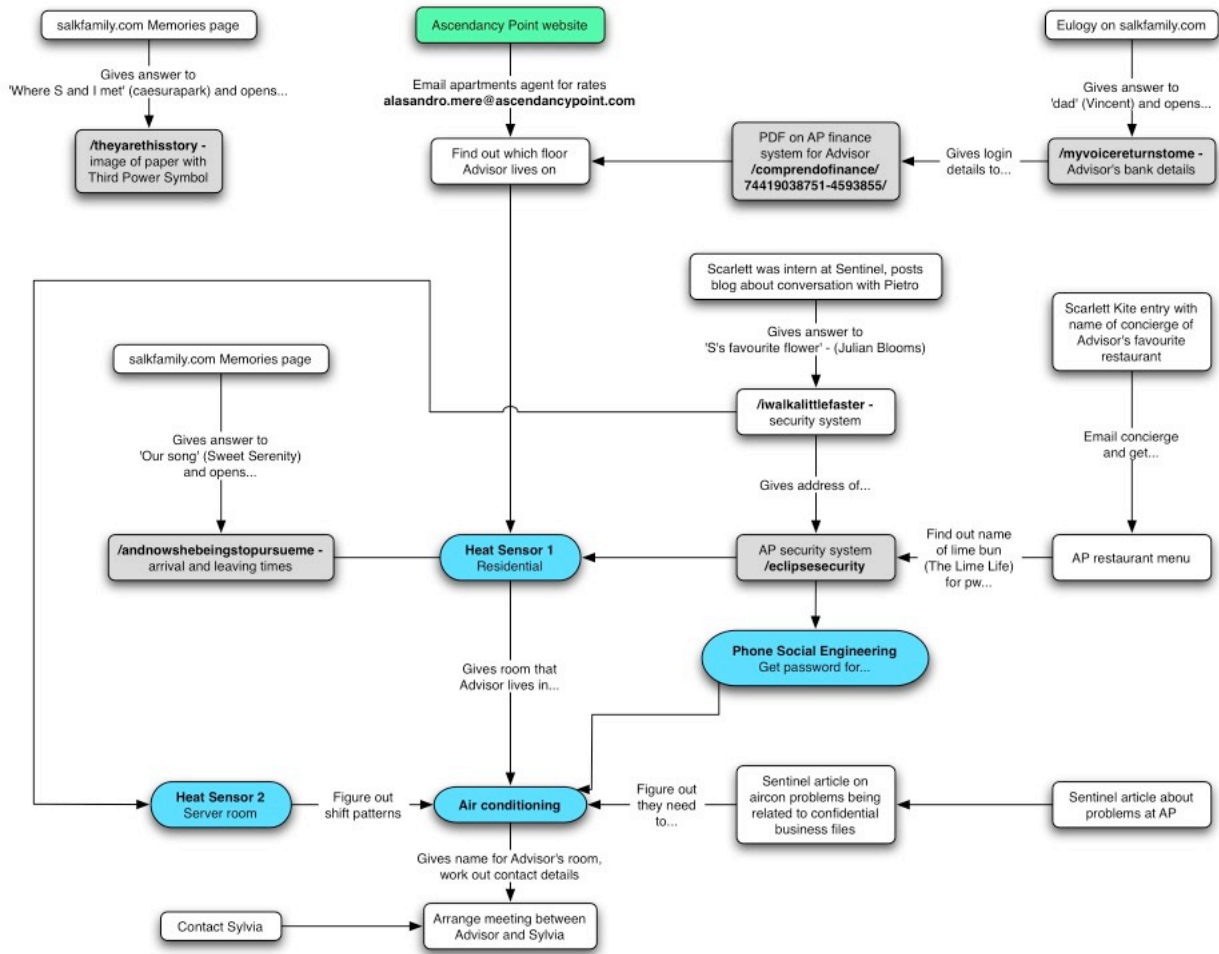 salkfamily.com Memories page
Ascendancy Point website
Eulogy on salkfamily.com
Gives answer to
'Where S and I met' (caesurapark) and opens...
Email apartments agent for rates
alasandro.mere@ascendancypoint.com
Gives answer to
'dad' (Vincent) and opens...
/theyarethisstory -
image of paper with
Third Power Symbol
Find out which floor
Advisor lives on
PDF on AP finance
system for Advisor
/comprendofinance/
74419038751-4593855/
Gives login
details to...
/myvoicereturnstome -
Advisor's bank details
Scarlett was intern at Sentinel, posts
blog about conversation with Pietro
Scarlett Kite entry with
name of concierge of
Advisor's favourite
restaurant
Gives answer to
'S's favourite flower' - (Julian Blooms)
salkfamily.com Memories page
/iwalkalittlefaster -
security system
Gives answer to
'Our song' (Sweet Serenity)
and opens...
Email concierge
and get...
Gives address of...
/andnowshebeingstopursueme -
arrival and leaving times
Heat Sensor 1
Residential
AP security system
/eclipsesecurity
Find out name
of lime bun
(The Lime Life)
for pw...
AP restaurant menu
Phone Social Engineering
Get password for...
Gives room that
Advisor lives in...
Heat Sensor 2
Server room
Figure out
shift patterns
Air conditioning
Figure out
they need
to...
Sentinel article on
aircon problems being
related to confidential
business files
Sentinel article about
problems at AP
Gives name for Advisor's room,
work out contact details
Contact Sylvia
Arrange meeting between
Advisor and Sylvia